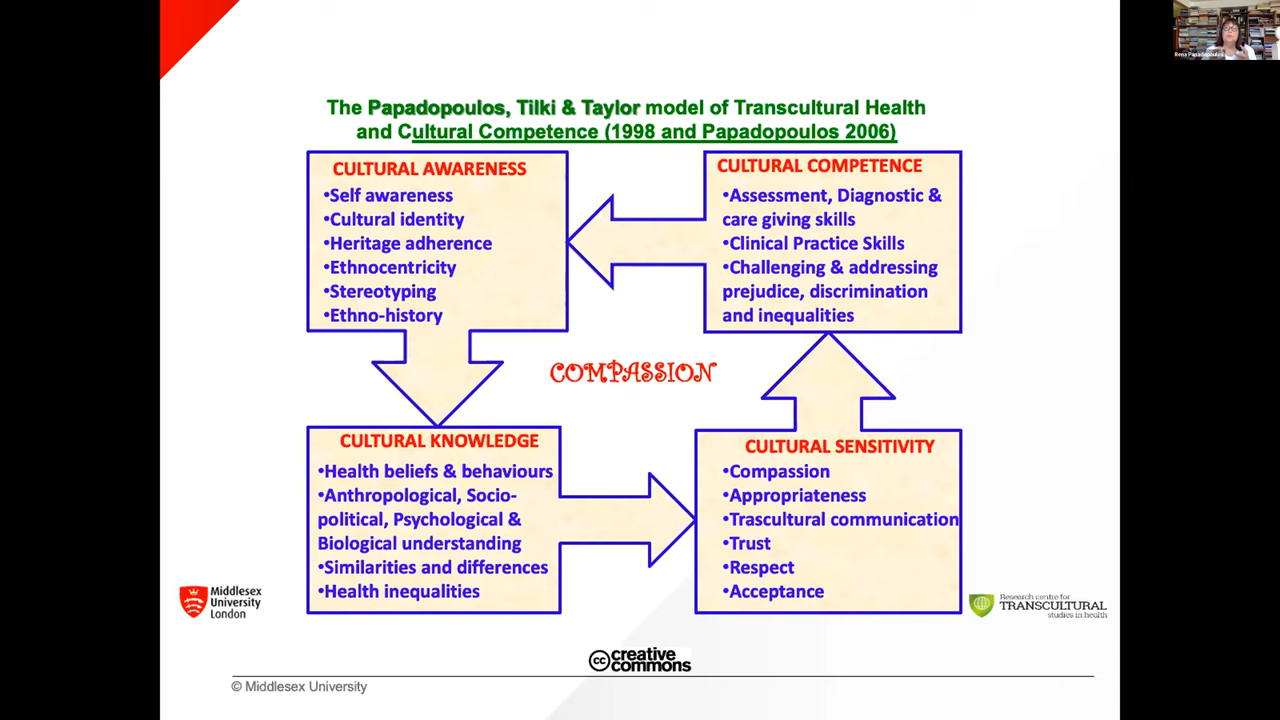 The Papadopoulos, Tilki & Taylor model of Transcultural Health
and Cultural Competence (1998 and Papadopoulos 2006)
CULTURAL AWARENESS
•Self awareness
•Cultural identity
•Heritage adherence
•Ethnocentricity
•Stereotyping
•Ethno-history
CULTURAL COMPETENCE
•Assessment, Diagnostic &
care giving skills
•Clinical Practice Skills
•Challenging & addressing
prejudice, discrimination
and inequalities
COMPASSION
CULTURAL KNOWLEDGE
•Health beliefs & behaviours
•Anthropological, Socio-
political, Psychological &
Biological understanding
•Similarities and differences
•Health inequalities
CULTURAL SENSITIVITY
•Compassion
•Appropriateness
•Trascultural communication
•Trust
•Respect
•Acceptance
Middlesex
University
London
Research centre for
TRANSCULTURAL
studies in health
cc creative
commons
© Middlesex University
Rena Papadopoulos